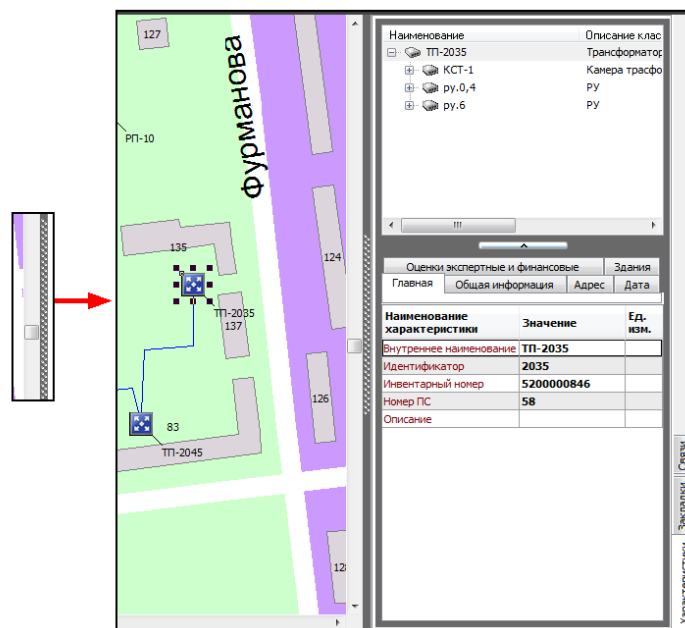 127
Фурманова
РП-10
135
124
ТП-2035
137
126
83
ТП-2045
128
Наименование Описание клас
ТП-2035 Трансформатор
КСТ-1 Камера трасфо
ру.0,4 РУ
ру.6 РУ
Оценки экспертные и финансовые Здания
Главная Общая информация Адрес Дата
Наименование характеристики Значение Ед. изм.
Внутреннее наименование ТП-2035
Идентификатор 2035
Инвентарный номер 5200000846
Номер ПС 58
Описание
Связи
Закладки
Характеристики